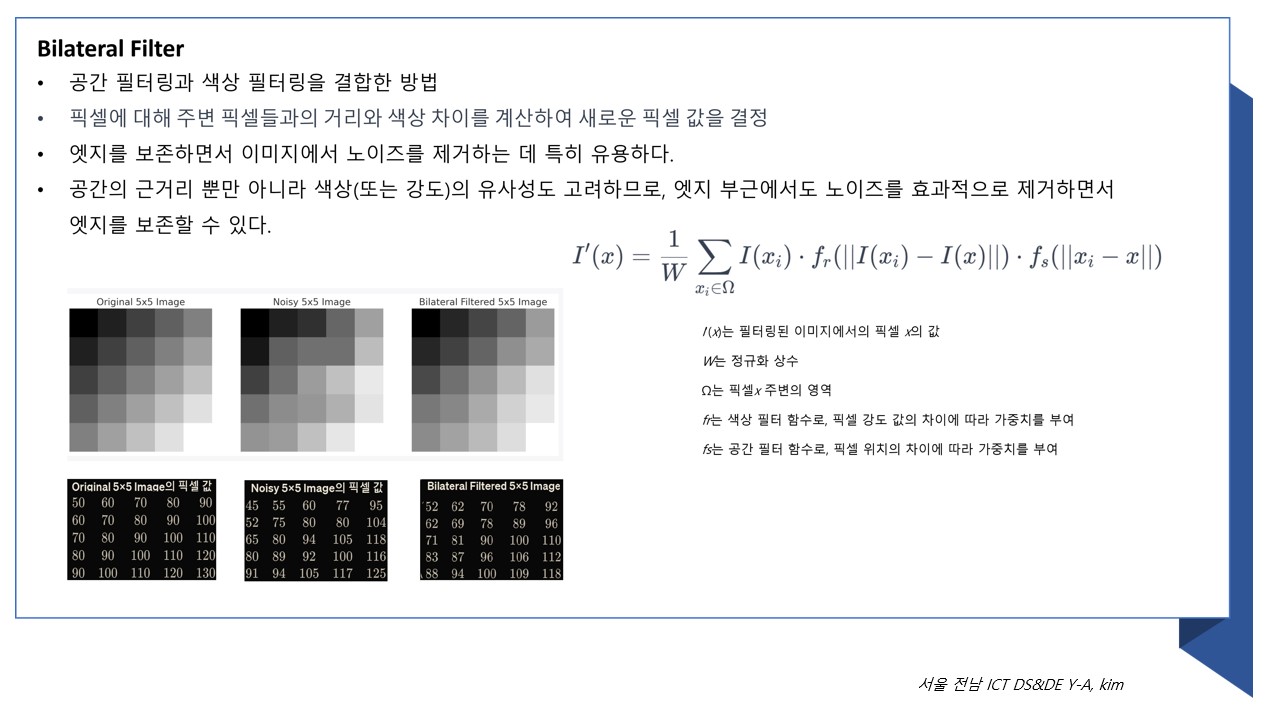 Bilateral Filter
• 공간 필터링과 색상 필터링을 결합한 방법
• 픽셀에 대해 주변 픽셀들과의 거리와 색상 차이를 계산하여 새로운 픽셀 값을 결정
• 엣지를 보존하면서 이미지에서 노이즈를 제거하는 데 특히 유용하다.
• 공간의 근거리 뿐만 아니라 색상(또는 강도)의 유사성도 고려하므로, 엣지 부근에서도 노이즈를 효과적으로 제거하면서
엣지를 보존할 수 있다.
I′(x) = 1/W ∑ xᵢ∈Ω I(xᵢ) · fᵣ(||I(xᵢ) − I(x)||) · fₛ(||xᵢ − x||)
I(x)는 필터링된 이미지에서의 픽셀 x의 값
W는 정규화 상수
Ω는 픽셀x 주변의 영역
fr는 색상 필터 함수로, 픽셀 강도 값의 차이에 따라 가중치를 부여
fs는 공간 필터 함수로, 픽셀 위치의 차이에 따라 가중치를 부여
Original 5x5 Image
Noisy 5x5 Image
Bilateral Filtered 5x5 Image
Original 5×5 Image의 픽셀 값
50 60 70 80 90
60 70 80 90 100
70 80 90 100 110
80 90 100 110 120
90 100 110 120 130
Noisy 5×5 Image의 픽셀 값
45 55 60 77 95
52 75 80 80 104
65 80 94 105 118
80 89 92 100 116
91 94 105 117 125
Bilateral Filtered 5×5 Image
52 62 70 78 92
62 69 78 89 96
71 81 90 100 110
83 87 96 106 112
88 94 100 109 118
서울 전남 ICT DS&DE Y-A, kim